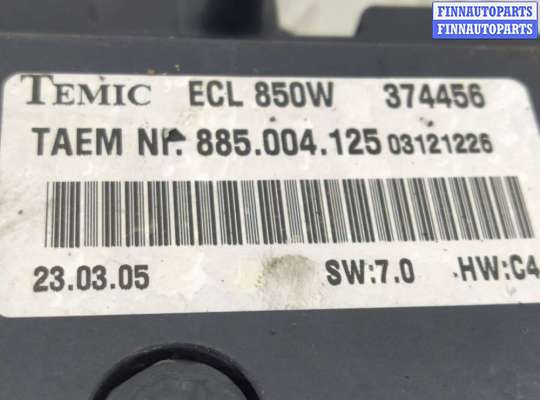 FINNAUTOPARTS
FINNAUTOPARTS
FINNAUTOPARTS
TEMIC ECL 850W 374456
TAEM Nr. 885.004.125 03121226
23.03.05 SW:7.0 HW:C4